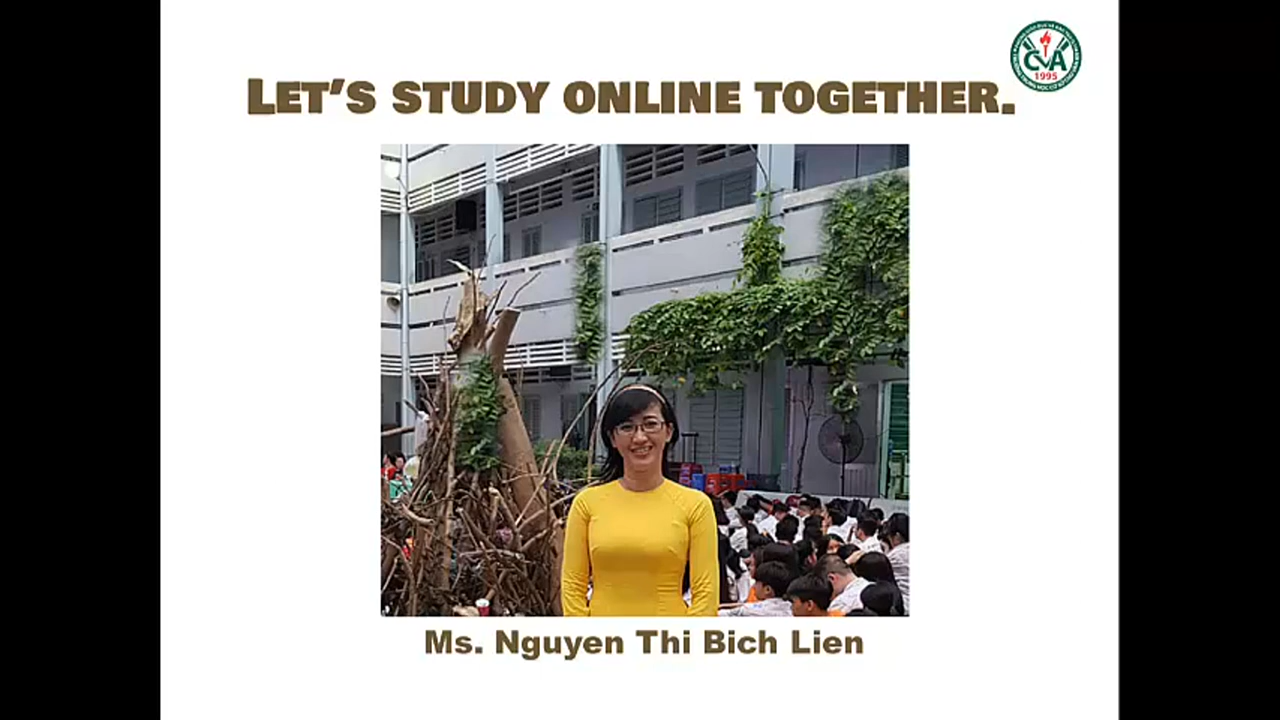 LET'S STUDY ONLINE TOGETHER.
CVA
1995
Ms. Nguyen Thi Bich Lien